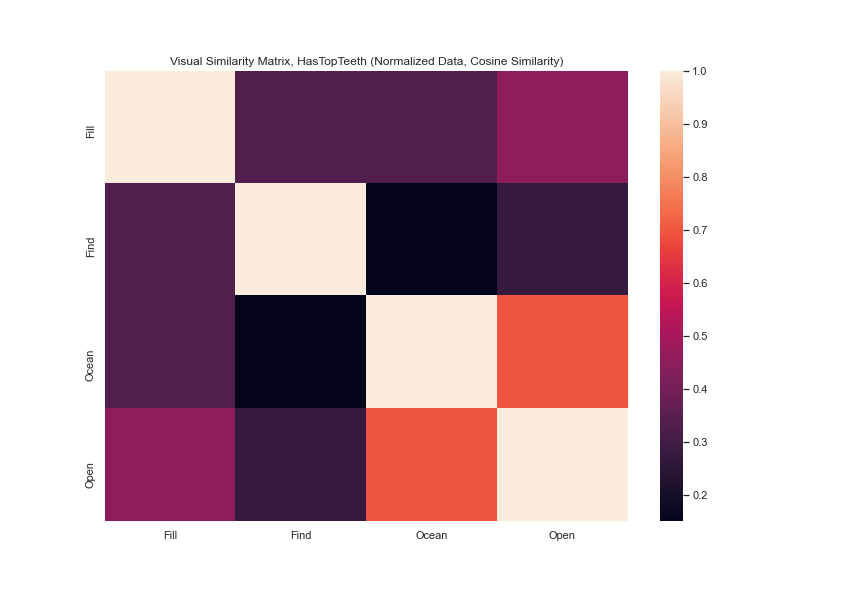 Visual Similarity Matrix, HasTopTeeth (Normalized Data, Cosine Similarity)
Fill
Find
Ocean
Open
Fill
Find
Ocean
Open
1.0
0.9
0.8
0.7
0.6
0.5
0.4
0.3
0.2